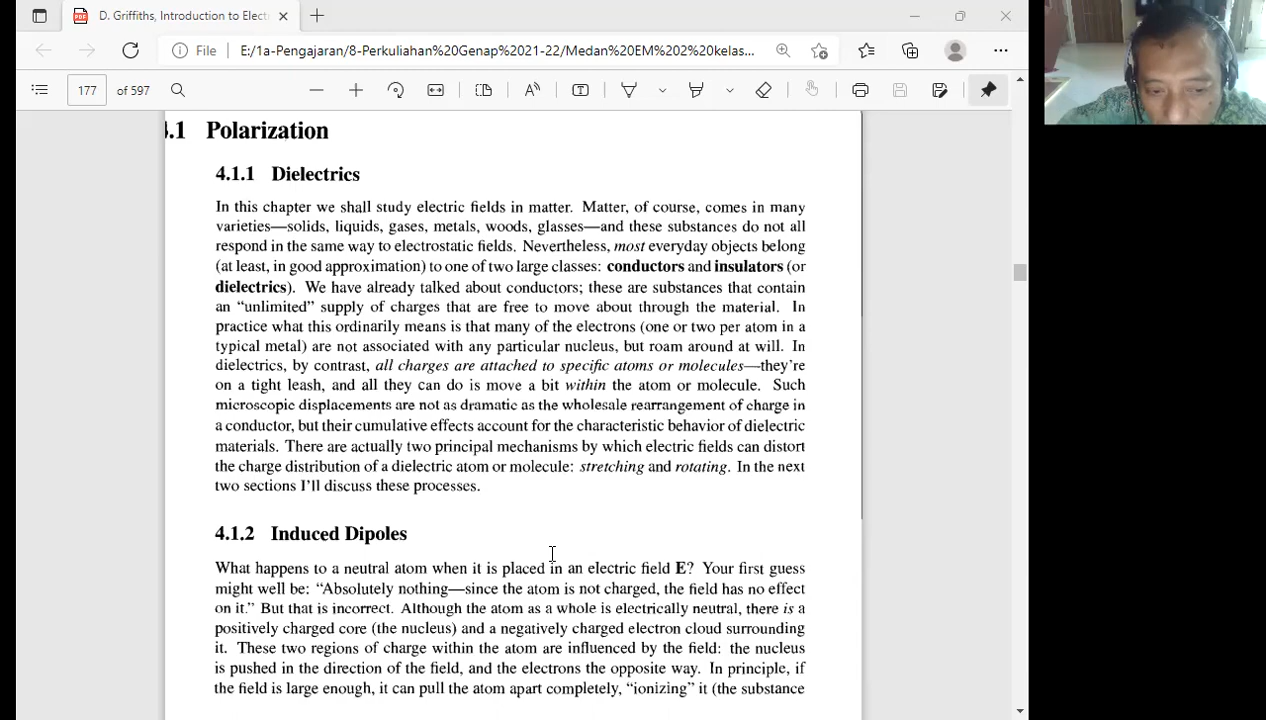 D. Griffiths, Introduction to Elect
File
E:/1a-Pengajaran/8-Perkuliahan%20Genap%2021-22/Medan%20EM%202%20kelas...
177 of 597
.1 Polarization
4.1.1 Dielectrics
In this chapter we shall study electric fields in matter. Matter, of course, comes in many
varieties—solids, liquids, gases, metals, woods, glasses—and these substances do not all
respond in the same way to electrostatic fields. Nevertheless, most everyday objects belong
(at least, in good approximation) to one of two large classes: conductors and insulators (or
dielectrics). We have already talked about conductors; these are substances that contain
an “unlimited” supply of charges that are free to move about through the material. In
practice what this ordinarily means is that many of the electrons (one or two per atom in a
typical metal) are not associated with any particular nucleus, but roam around at will. In
dielectrics, by contrast, all charges are attached to specific atoms or molecules—they’re
on a tight leash, and all they can do is move a bit within the atom or molecule. Such
microscopic displacements are not as dramatic as the wholesale rearrangement of charge in
a conductor, but their cumulative effects account for the characteristic behavior of dielectric
materials. There are actually two principal mechanisms by which electric fields can distort
the charge distribution of a dielectric atom or molecule: stretching and rotating. In the next
two sections I’ll discuss these processes.
4.1.2 Induced Dipoles
What happens to a neutral atom when it is placed in an electric field E? Your first guess
might well be: “Absolutely nothing—since the atom is not charged, the field has no effect
on it.” But that is incorrect. Although the atom as a whole is electrically neutral, there is a
positively charged core (the nucleus) and a negatively charged electron cloud surrounding
it. These two regions of charge within the atom are influenced by the field: the nucleus
is pushed in the direction of the field, and the electrons the opposite way. In principle, if
the field is large enough, it can pull the atom apart completely, “ionizing” it (the substance